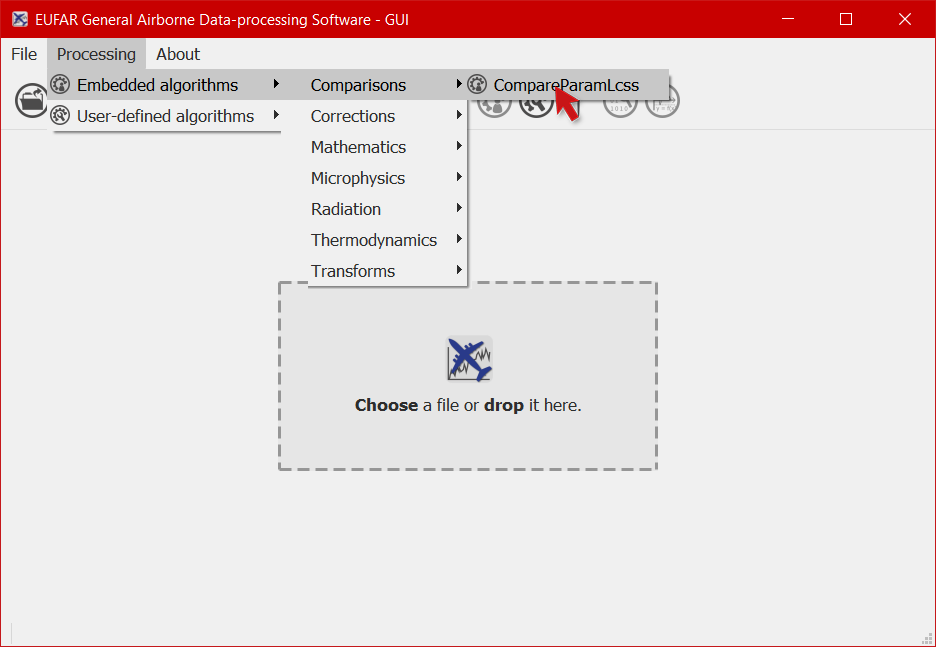 EUFAR General Airborne Data-processing Software - GUI
File Processing About
Embedded algorithms
User-defined algorithms
Comparisons
Corrections
Mathematics
Microphysics
Radiation
Thermodynamics
Transforms
CompareParamLcss
1010
Choose a file or drop it here.